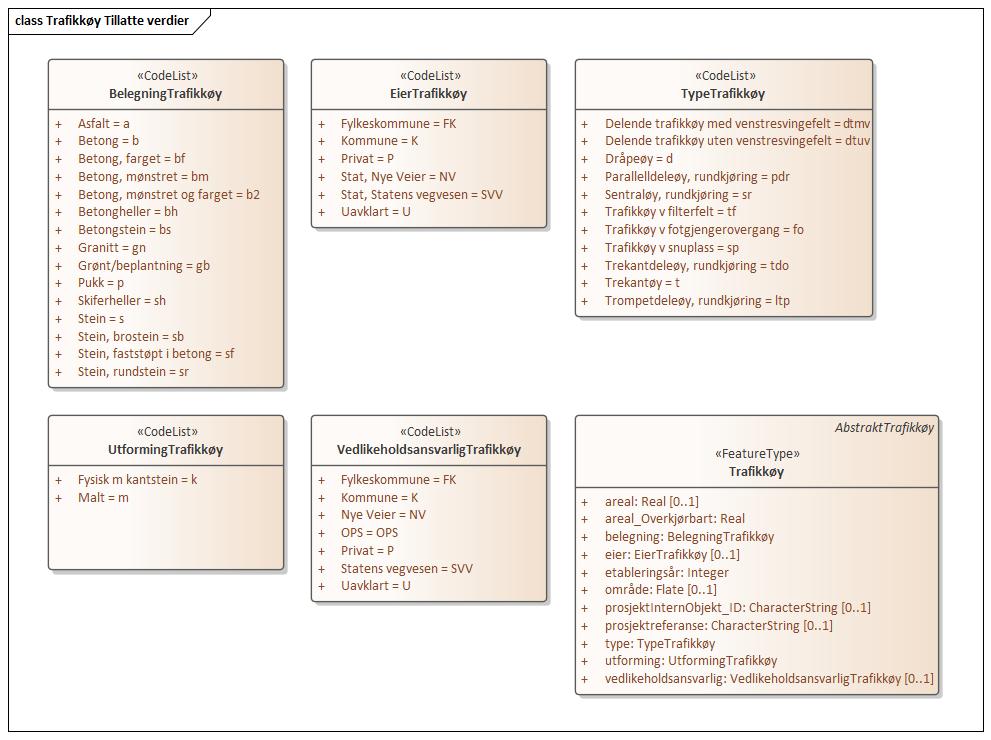 class Trafikkøy Tillatte verdier
«CodeList»
BelegningTrafikkøy
+ Asfalt = a
+ Betong = b
+ Betong, farget = bf
+ Betong, mønstret = bm
+ Betong, mønstret og farget = b2
+ Betongheller = bh
+ Betongstein = bs
+ Granitt = gn
+ Grønt/beplantning = gb
+ Pukk = p
+ Skiferheller = sh
+ Stein = s
+ Stein, brostein = sb
+ Stein, faststøpt i betong = sf
+ Stein, rundstein = sr
«CodeList»
EierTrafikkøy
+ Fylkeskommune = FK
+ Kommune = K
+ Privat = P
+ Stat, Nye Veier = NV
+ Stat, Statens vegvesen = SVV
+ Uavklart = U
«CodeList»
TypeTrafikkøy
+ Delende trafikkøy med venstresvingefelt = dtmv
+ Delende trafikkøy uten venstresvingefelt = dtuv
+ Dråpeøy = d
+ Parallelldeleøy, rundkjøring = pdr
+ Sentraløy, rundkjøring = sr
+ Trafikkøy v filterfelt = tf
+ Trafikkøy v fotgjengerovergang = fo
+ Trafikkøy v snuplass = sp
+ Trekantdeleøy, rundkjøring = tdo
+ Trekantøy = t
+ Trompetdeleøy, rundkjøring = ltp
«CodeList»
UtformingTrafikkøy
+ Fysisk m kantstein = k
+ Malt = m
«CodeList»
VedlikeholdsansvarligTrafikkøy
+ Fylkeskommune = FK
+ Kommune = K
+ Nye Veier = NV
+ OPS = OPS
+ Privat = P
+ Statens vegvesen = SVV
+ Uavklart = U
AbstraktTrafikkøy
«FeatureType»
Trafikkøy
+ areal: Real [0..1]
+ areal_Overkjørbart: Real
+ belegning: BelegningTrafikkøy
+ eier: EierTrafikkøy [0..1]
+ etableringsår: Integer
+ område: Flate [0..1]
+ prosjektInternObjekt_ID: CharacterString [0..1]
+ prosjektreferanse: CharacterString [0..1]
+ type: TypeTrafikkøy
+ utforming: UtformingTrafikkøy
+ vedlikeholdsansvarlig: VedlikeholdsansvarligTrafikkøy [0..1]